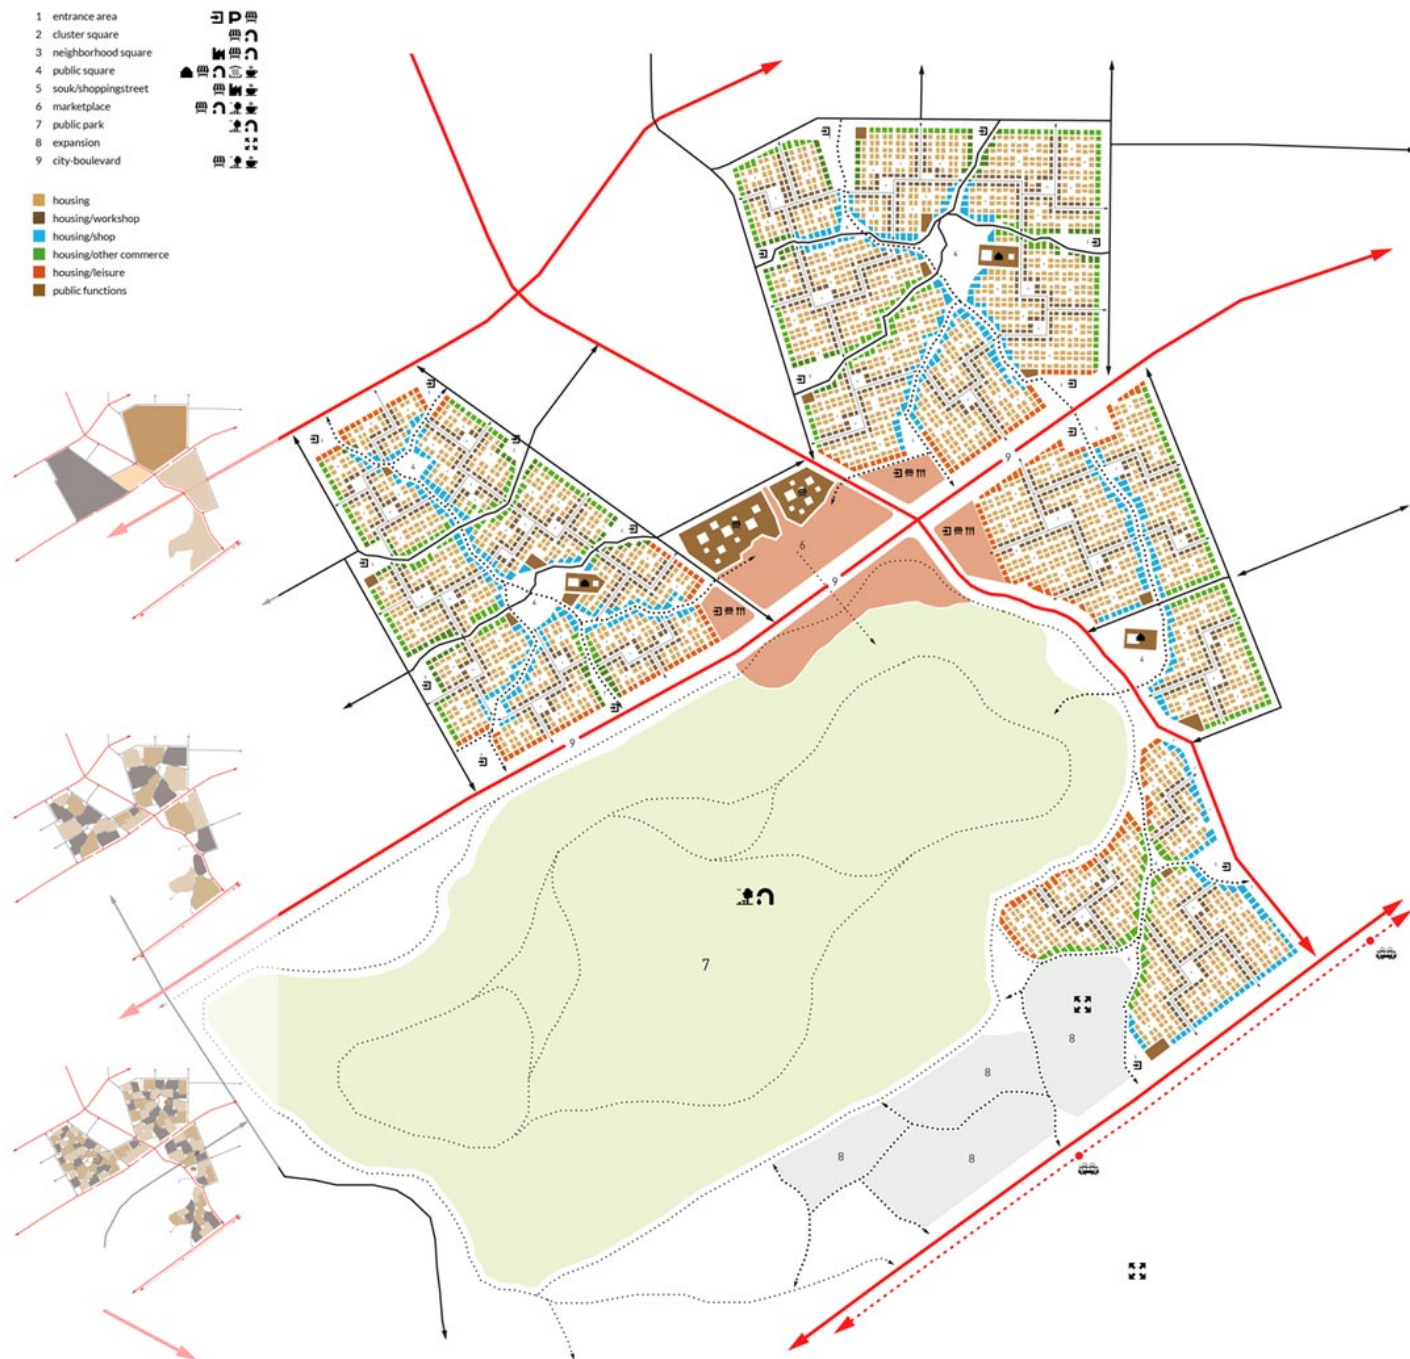 1 entrance area
2 cluster square
3 neighborhood square
4 public square
5 souk/shoppingstreet
6 marketplace
7 public park
8 expansion
9 city-boulevard
housing
housing/workshop
housing/shop
housing/other commerce
housing/leisure
public functions
4
9
4
6
9
4
4
9
7
8
8
8
8